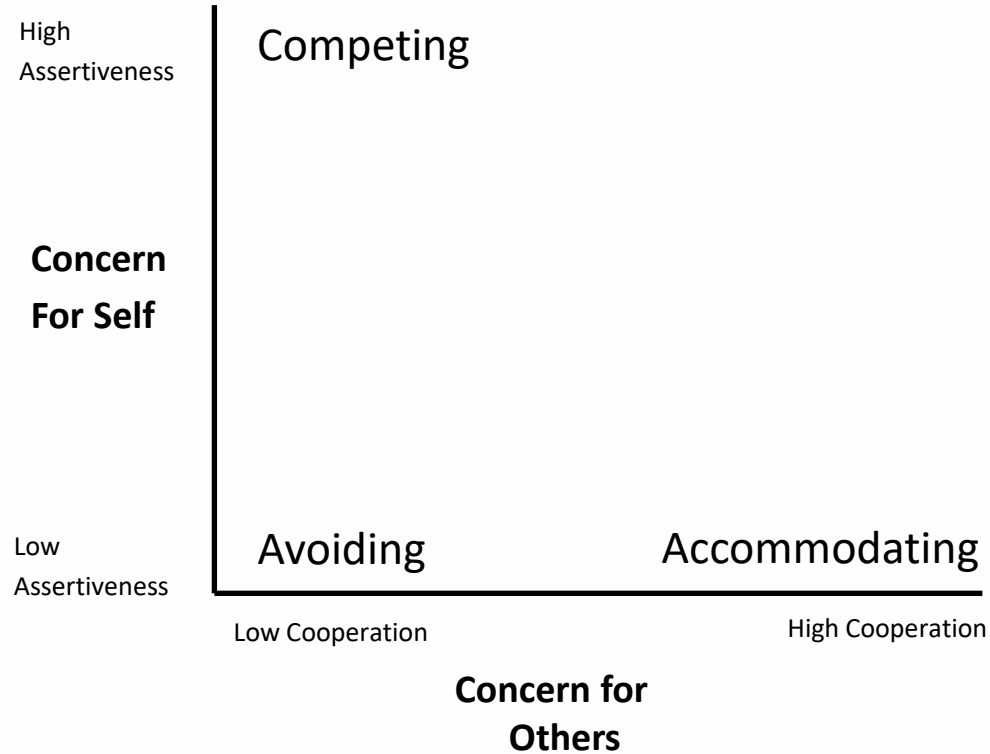 High
Assertiveness
Competing
Concern
For Self
Low
Assertiveness
Avoiding
Accommodating
Low Cooperation
High Cooperation
Concern for
Others